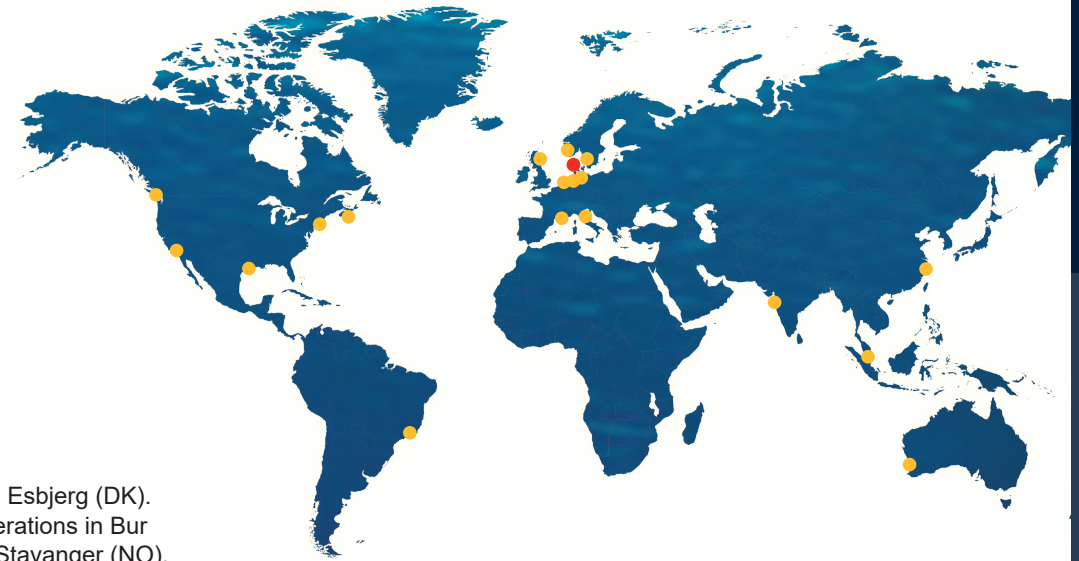 Esbjerg (DK).
erations in Bur
Stavanger (NO).